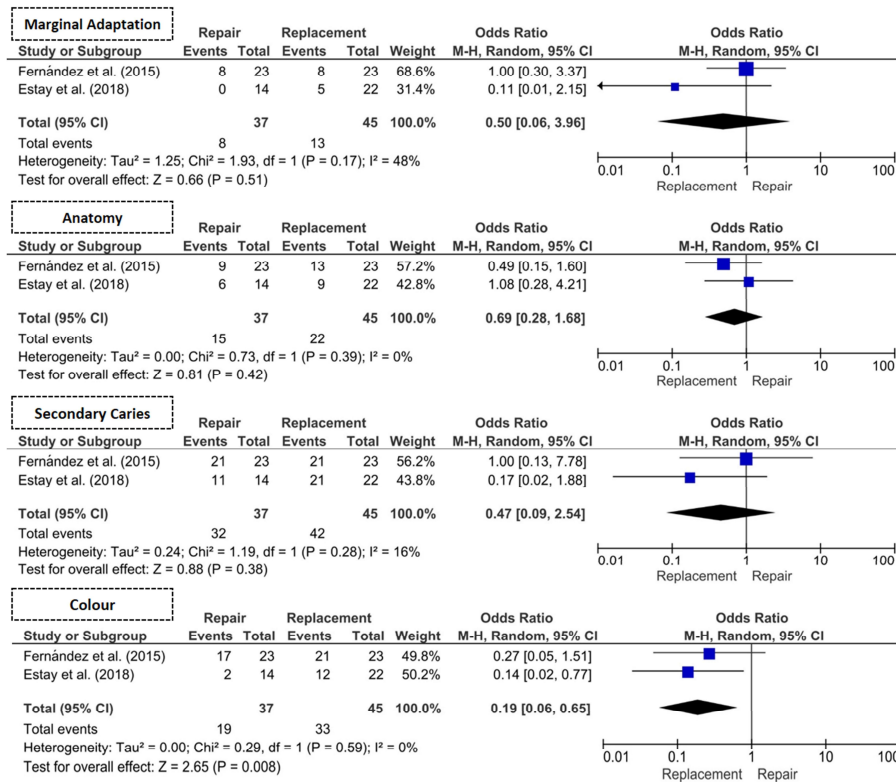 Marginal Adaptation
Repair Replacement Odds Ratio Odds Ratio
Study or Subgroup Events Total Events Total Weight M-H, Random, 95% CI M-H, Random, 95% CI
Fernández et al. (2015) 8 23 8 23 68.6% 1.00 [0.30, 3.37]
Estay et al. (2018) 0 14 5 22 31.4% 0.11 [0.01, 2.15]
Total (95% CI) 37 45 100.0% 0.50 [0.06, 3.96]
Total events 8 13
Heterogeneity: Tau² = 1.25; Chi² = 1.93, df = 1 (P = 0.17); I² = 48%
Test for overall effect: Z = 0.66 (P = 0.51)
0.01 0.1 1 10 100
Replacement Repair
Anatomy
Repair Replacement Odds Ratio Odds Ratio
Study or Subgroup Events Total Events Total Weight M-H, Random, 95% CI M-H, Random, 95% CI
Fernández et al. (2015) 9 23 13 23 57.2% 0.49 [0.15, 1.60]
Estay et al. (2018) 6 14 9 22 42.8% 1.08 [0.28, 4.21]
Total (95% CI) 37 45 100.0% 0.69 [0.28, 1.68]
Total events 15 22
Heterogeneity: Tau² = 0.00; Chi² = 0.73, df = 1 (P = 0.39); I² = 0%
Test for overall effect: Z = 0.81 (P = 0.42)
0.01 0.1 1 10 100
Replacement Repair
Secondary Caries
Repair Replacement Odds Ratio Odds Ratio
Study or Subgroup Events Total Events Total Weight M-H, Random, 95% CI M-H, Random, 95% CI
Fernández et al. (2015) 21 23 21 23 56.2% 1.00 [0.13, 7.78]
Estay et al. (2018) 11 14 21 22 43.8% 0.17 [0.02, 1.88]
Total (95% CI) 37 45 100.0% 0.47 [0.09, 2.54]
Total events 32 42
Heterogeneity: Tau² = 0.24; Chi² = 1.19, df = 1 (P = 0.28); I² = 16%
Test for overall effect: Z = 0.88 (P = 0.38)
0.01 0.1 1 10 100
Replacement Repair
Colour
Repair Replacement Odds Ratio Odds Ratio
Study or Subgroup Events Total Events Total Weight M-H, Random, 95% CI M-H, Random, 95% CI
Fernández et al. (2015) 17 23 21 23 49.8% 0.27 [0.05, 1.51]
Estay et al. (2018) 2 14 12 22 50.2% 0.14 [0.02, 0.77]
Total (95% CI) 37 45 100.0% 0.19 [0.06, 0.65]
Total events 19 33
Heterogeneity: Tau² = 0.00; Chi² = 0.29, df = 1 (P = 0.59); I² = 0%
Test for overall effect: Z = 2.65 (P = 0.008)
0.01 0.1 1 10 100
Replacement Repair